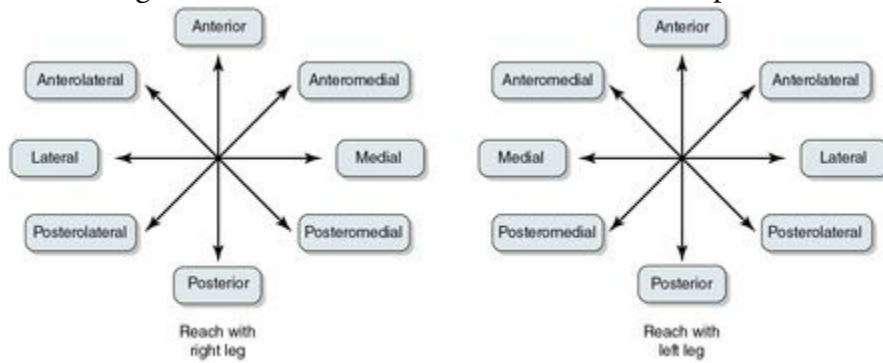 Anterior
Anterior
Anterolateral
Anteromedial
Anteromedial
Anterolateral
Lateral
Medial
Medial
Lateral
Posterolateral
Posteromedial
Posteromedial
Posterolateral
Posterior
Posterior
Reach with
right leg
Reach with
left leg